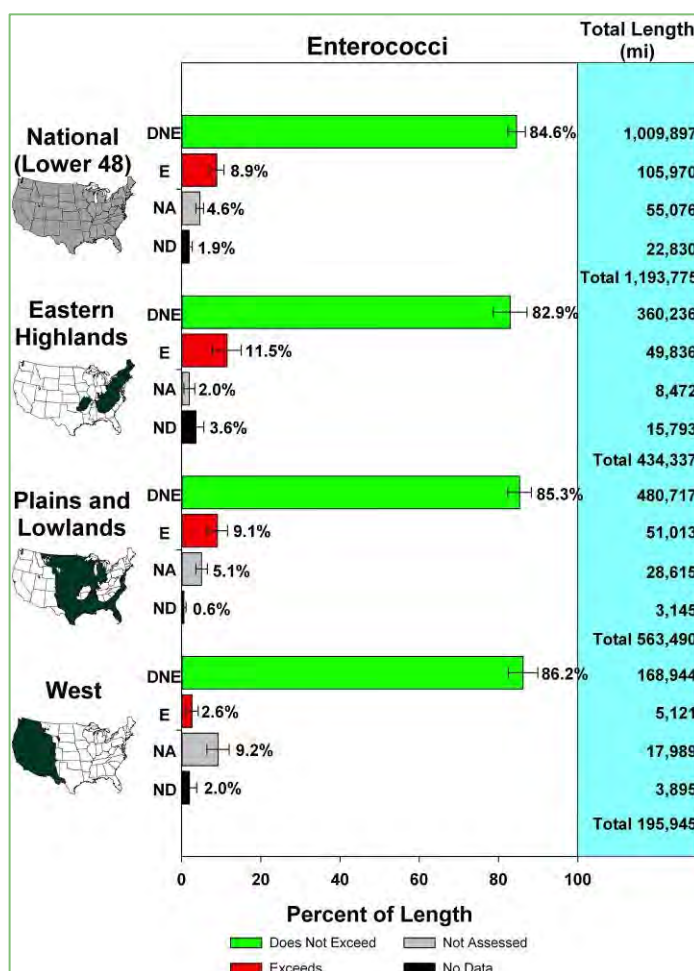 Enterococci
Total Length
(mi)
National
(Lower 48)
DNE 84.6% 1,009,897
E 8.9% 105,970
NA 4.6% 55,076
ND 1.9% 22,830
Total 1,193,775
Eastern
Highlands
DNE 82.9% 360,236
E 11.5% 49,836
NA 2.0% 8,472
ND 3.6% 15,793
Total 434,337
Plains and
Lowlands
DNE 85.3% 480,717
E 9.1% 51,013
NA 5.1% 28,615
ND 0.6% 3,145
Total 563,490
West
DNE 86.2% 168,944
E 2.6% 5,121
NA 9.2% 17,989
ND 2.0% 3,895
Total 195,945
0 20 40 60 80 100
Percent of Length
Does Not Exceed Not Assessed
Exceeds No Data